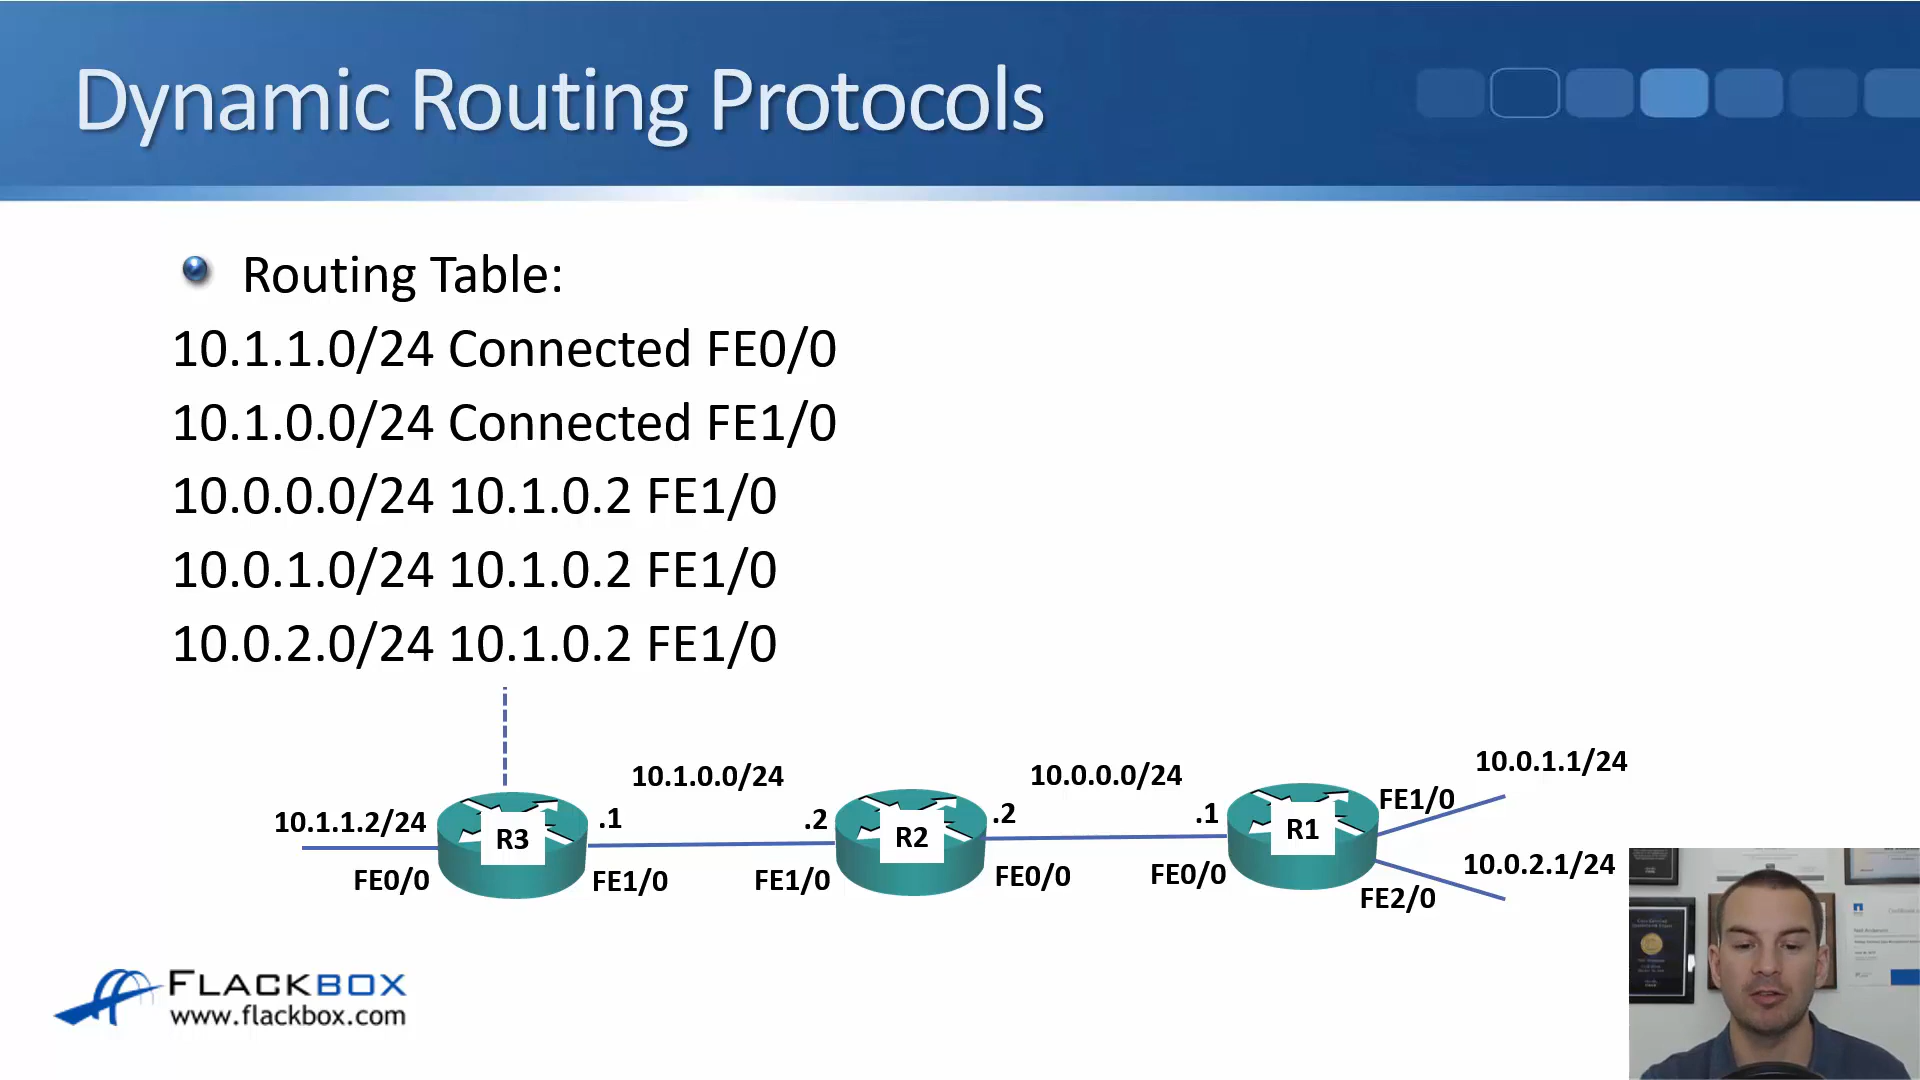 Dynamic Routing Protocols
Routing Table:
10.1.1.0/24 Connected FE0/0
10.1.0.0/24 Connected FE1/0
10.0.0.0/24 10.1.0.2 FE1/0
10.0.1.0/24 10.1.0.2 FE1/0
10.0.2.0/24 10.1.0.2 FE1/0
10.1.1.2/24
FE0/0
R3
.1
FE1/0
10.1.0.0/24
.2
FE1/0
R2
.2
FE0/0
10.0.0.0/24
.1
FE0/0
R1
FE1/0
10.0.1.1/24
FE2/0
10.0.2.1/24
FLACKBOX
www.flackbox.com